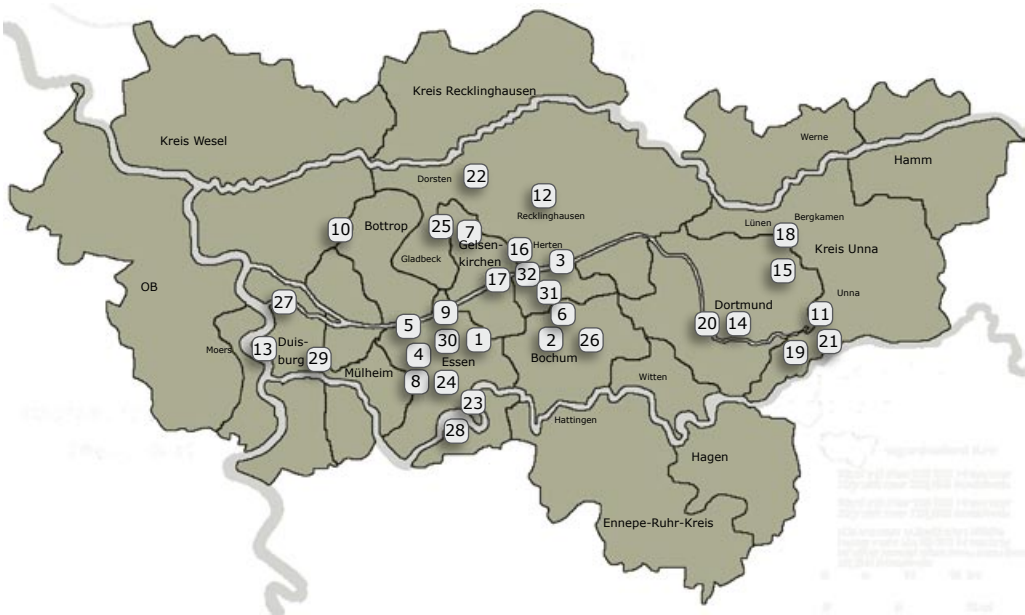 Kreis Recklinghausen
Kreis Wesel
Werne
Hamm
Dorsten
22
12
Recklinghausen
Bergkamen
Lünen
10
Bottrop
25
7
18
Gelsen-
kirchen
16
Herten
Kreis Unna
Gladbeck
3
15
17
32
OB
31
Unna
27
9
6
Dortmund
11
5
20
14
13
Duis-
burg
30
1
2
26
21
Moers
29
4
Essen
Bochum
19
Mülheim
8
24
Witten
23
28
Hattingen
Hagen
Ennepe-Ruhr-Kreis